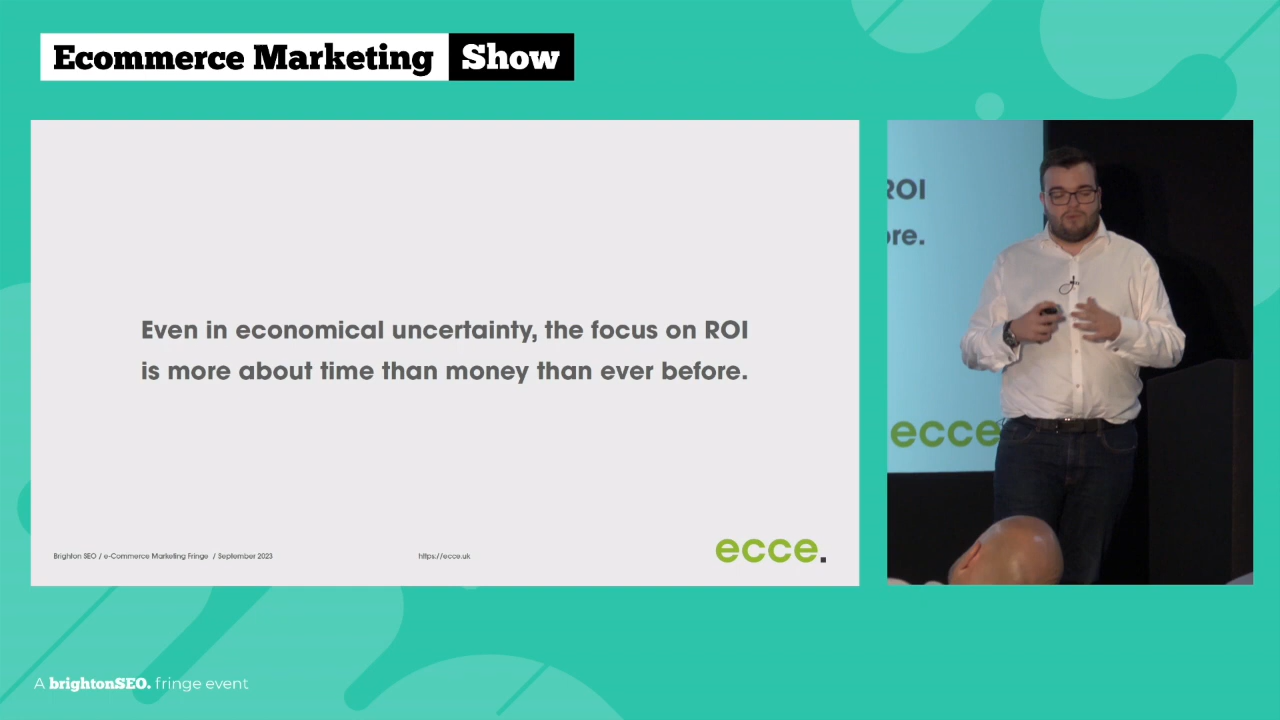 Ecommerce Marketing Show
Even in economical uncertainty, the focus on ROI
is more about time than money than ever before.
Brighton SEO / e-Commerce Marketing Fringe / September 2023
https://ecce.uk
ecce.
ROI
ore.
ecce
A brightonSEO. fringe event